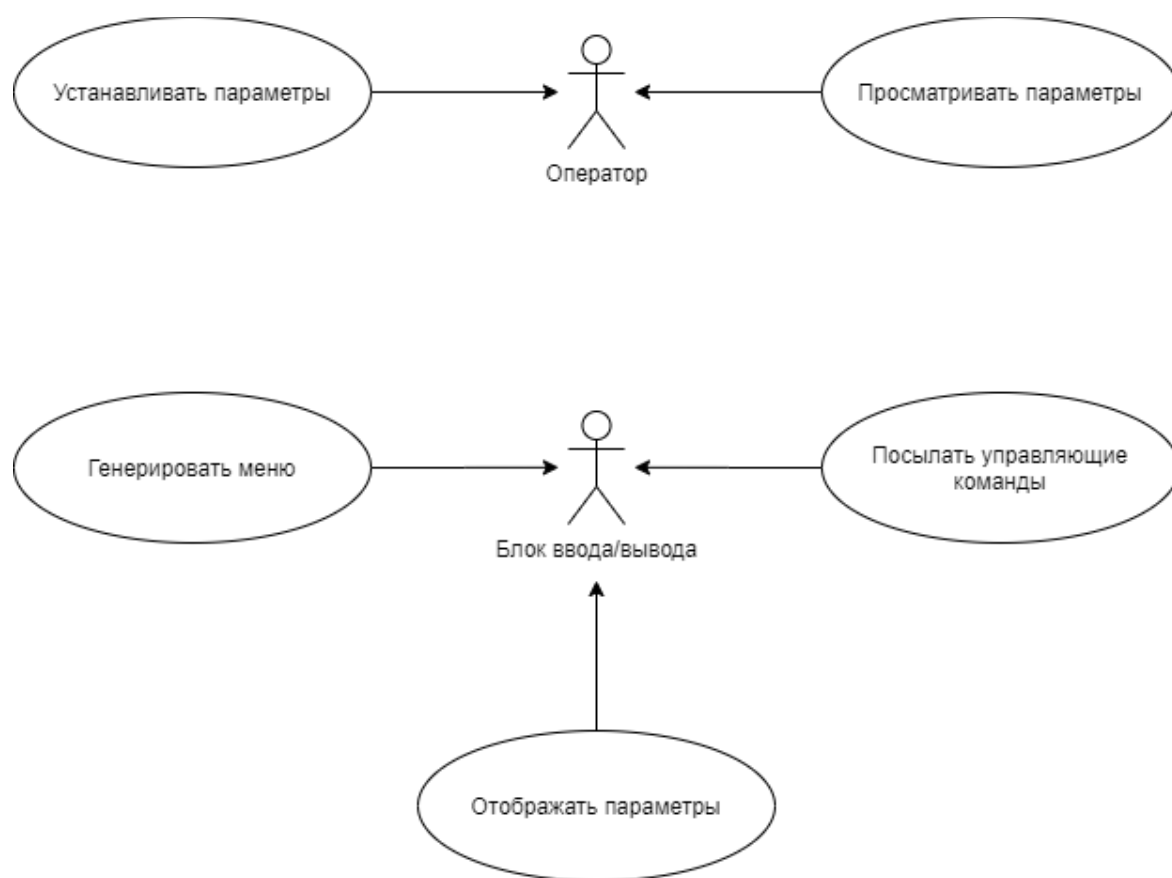 Устанавливать параметры
Просматривать параметры
Оператор
Генерировать меню
Посылать управляющие
команды
Блок ввода/вывода
Отображать параметры